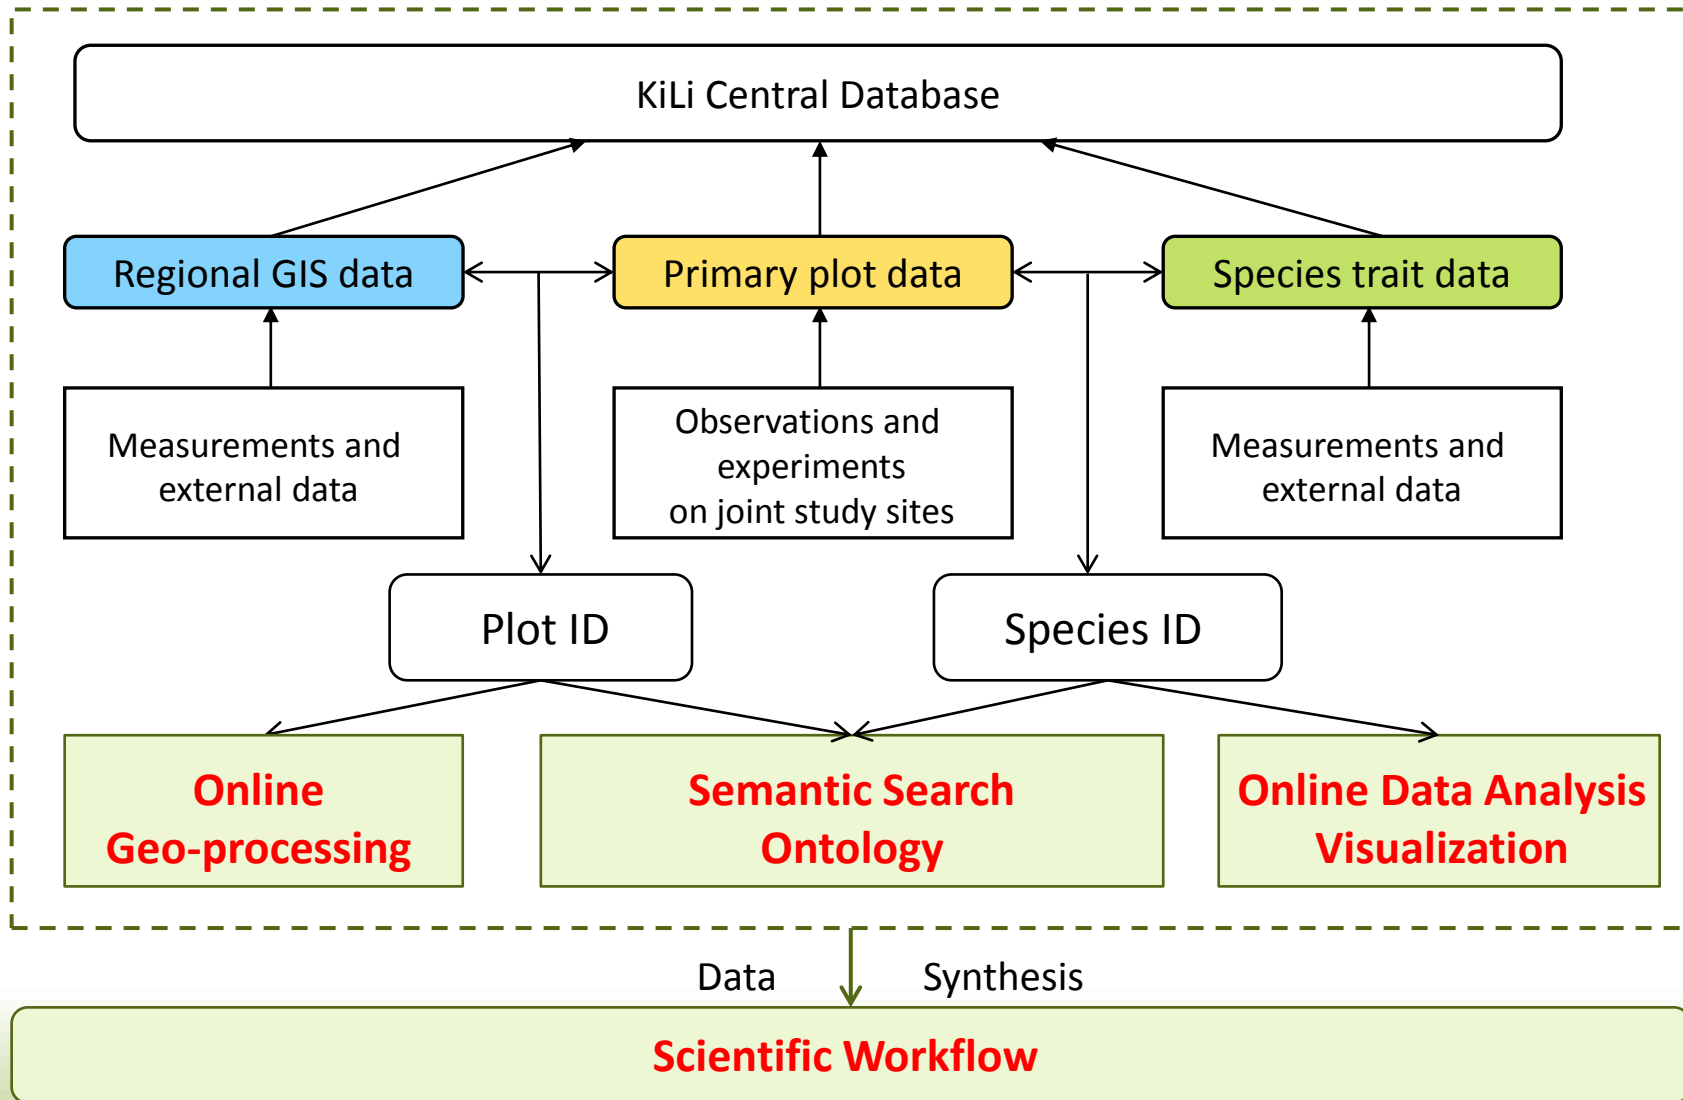 KiLi Central Database
Regional GIS data
Primary plot data
Species trait data
Measurements and
external data
Observations and
experiments
on joint study sites
Measurements and
external data
Plot ID
Species ID
Online
Geo-processing
Semantic Search
Ontology
Online Data Analysis
Visualization
Data Synthesis
Scientific Workflow